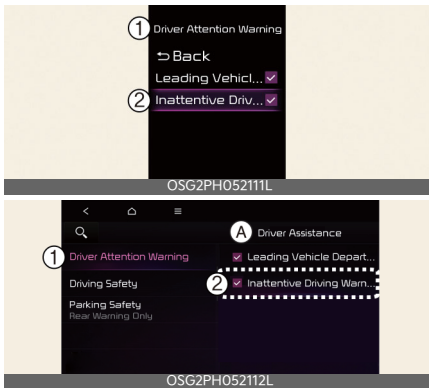 1 Driver Attention Warning
Back
Leading Vehicl...
2 Inattentive Driv...
OSG2PH052111L
A Driver Assistance
1 Driver Attention Warning
Leading Vehicle Depart...
Driving Safety
2 Inattentive Driving Warn...
Parking Safety
Rear Warning Only
OSG2PH052112L